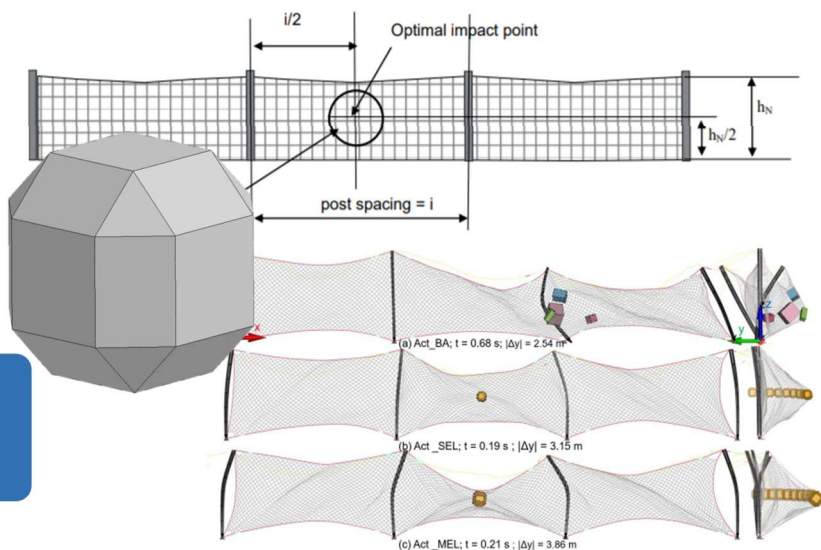 i/2
Optimal impact point
h_N
h_N/2
post spacing = i
x
z
y
(a) Act_BA; t = 0.68 s; |Δy| = 2.54 m
(b) Act _SEL; t = 0.19 s ; |Δy| = 3.15 m
(c) Act _MEL; t = 0.21 s ; |Δy| = 3.86 m